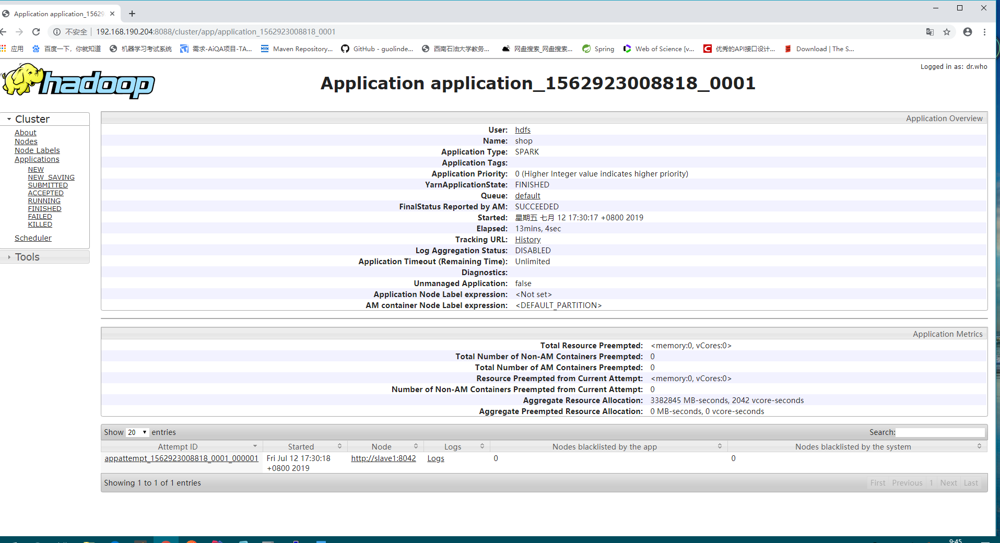 Application application_15629
不安全 192.168.190.204:8088/cluster/app/application_1562923008818_0001
应用 百度一下，你就知道 机器学习考试系统 需求-AiQA项目-TA... Maven Repository... GitHub - guolinde... 西南石油大学教务... 网盘搜索_网盘搜索... Spring Web of Science [v... 优秀的API接口设计... Download | The S...
Logged in as: dr.who
hadoop
Application application_1562923008818_0001
Cluster
About
Nodes
Node Labels
Applications
NEW
NEW_SAVING
SUBMITTED
ACCEPTED
RUNNING
FINISHED
FAILED
KILLED
Scheduler
Tools
Application Overview
User: hdfs
Name: shop
Application Type: SPARK
Application Tags:
Application Priority: 0 (Higher Integer value indicates higher priority)
YarnApplicationState: FINISHED
Queue: default
FinalStatus Reported by AM: SUCCEEDED
Started: 星期五 七月 12 17:30:17 +0800 2019
Elapsed: 13mins, 4sec
Tracking URL: History
Log Aggregation Status: DISABLED
Application Timeout (Remaining Time): Unlimited
Diagnostics:
Unmanaged Application: false
Application Node Label expression: <Not set>
AM container Node Label expression: <DEFAULT_PARTITION>
Application Metrics
Total Resource Preempted: <memory:0, vCores:0>
Total Number of Non-AM Containers Preempted: 0
Total Number of AM Containers Preempted: 0
Resource Preempted from Current Attempt: <memory:0, vCores:0>
Number of Non-AM Containers Preempted from Current Attempt: 0
Aggregate Resource Allocation: 3382845 MB-seconds, 2042 vcore-seconds
Aggregate Preempted Resource Allocation: 0 MB-seconds, 0 vcore-seconds
Show 20 entries Search:
Attempt ID Started Node Logs Nodes blacklisted by the app Nodes blacklisted by the system
appattempt_1562923008818_0001_000001 Fri Jul 12 17:30:18 http://slave1:8042 Logs 0 0
+0800 2019
Showing 1 to 1 of 1 entries First Previous 1 Next Last
9:45